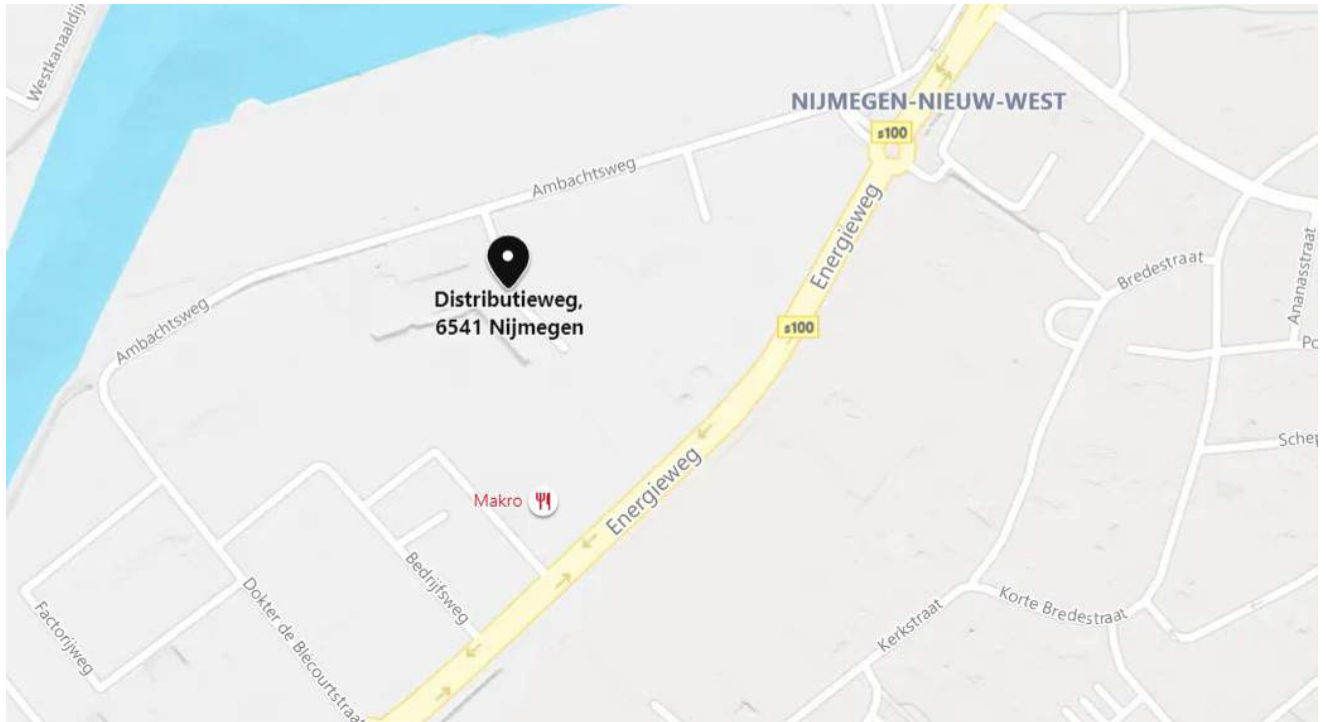 Westkanaaldijk
NIJMEGEN-NIEUW-WEST
s100
Ambachtsweg
Energieweg
Bredestraat
Ananasstraat
Distributieweg,
6541 Nijmegen
Ambachtsweg
s100
Po
Sche
Energieweg
Makro
Bedrijfsweg
Dokter de Blécourtstraat
Factorijweg
Korte Bredestraat
Kerkstraat